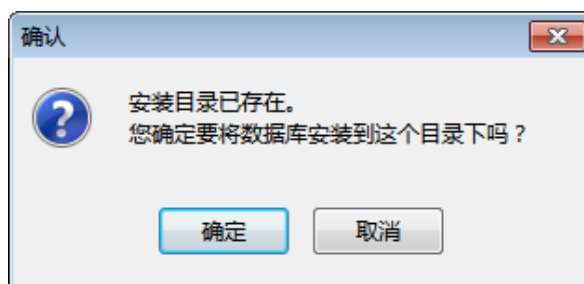 确认
安装目录已存在。
您确定要将数据库安装到这个目录下吗？
确定
取消